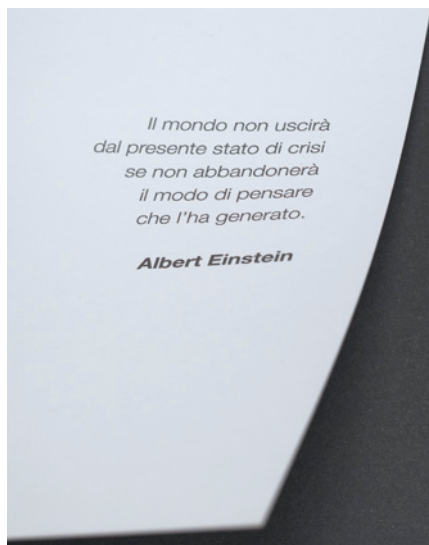 Il mondo non uscirà
dal presente stato di crisi
se non abbandonerà
il modo di pensare
che l'ha generato.
Albert Einstein